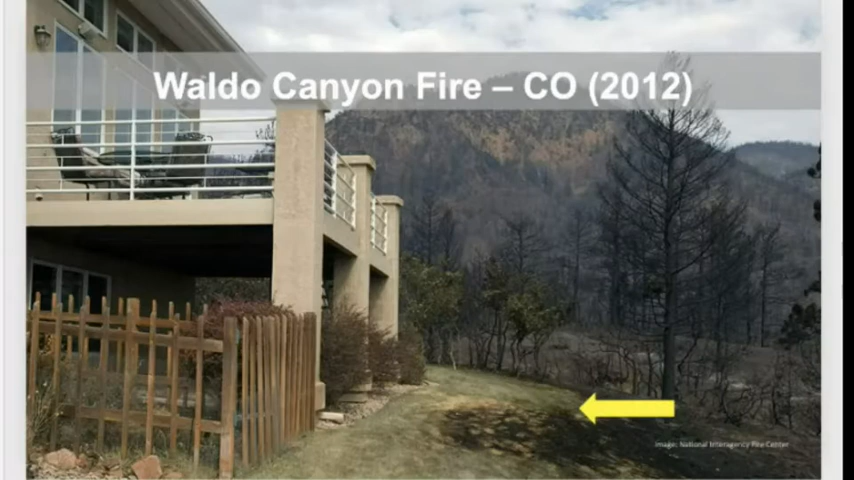 Waldo Canyon Fire – CO (2012)
Image: National Interagency Fire Center